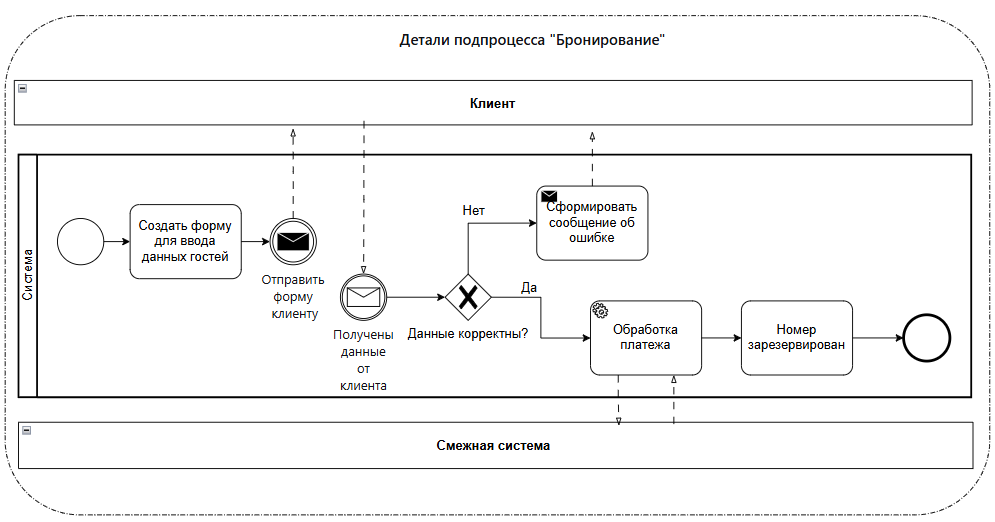 Детали подпроцесса "Бронирование"
Клиент
Система
Создать форму
для ввода
данных гостей
Отправить
форму
клиенту
Получены
данные
от
клиента
Данные корректны?
Нет
Да
Сформировать
сообщение об
ошибке
Обработка
платежа
Номер
зарезервирован
Смежная система